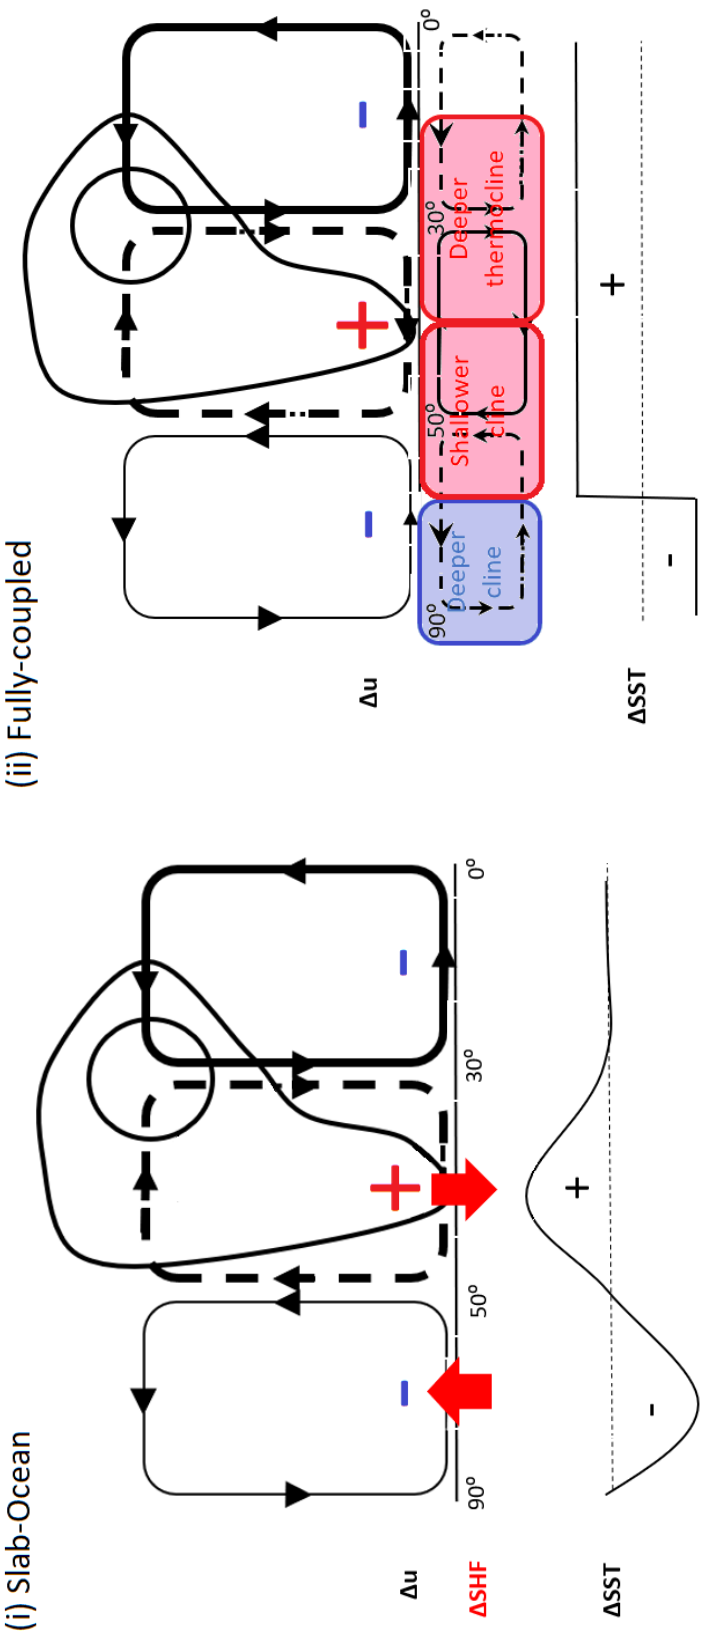 (i) Slab-Ocean
Δu
+
-
-
ΔSHF
90°
50°
30°
0°
ΔSST
-
+
(ii) Fully-coupled
Δu
-
+
-
90°
50°
30°
0°
Deeper
cline
Shallower
cline
Deeper
thermocline
ΔSST
-
+